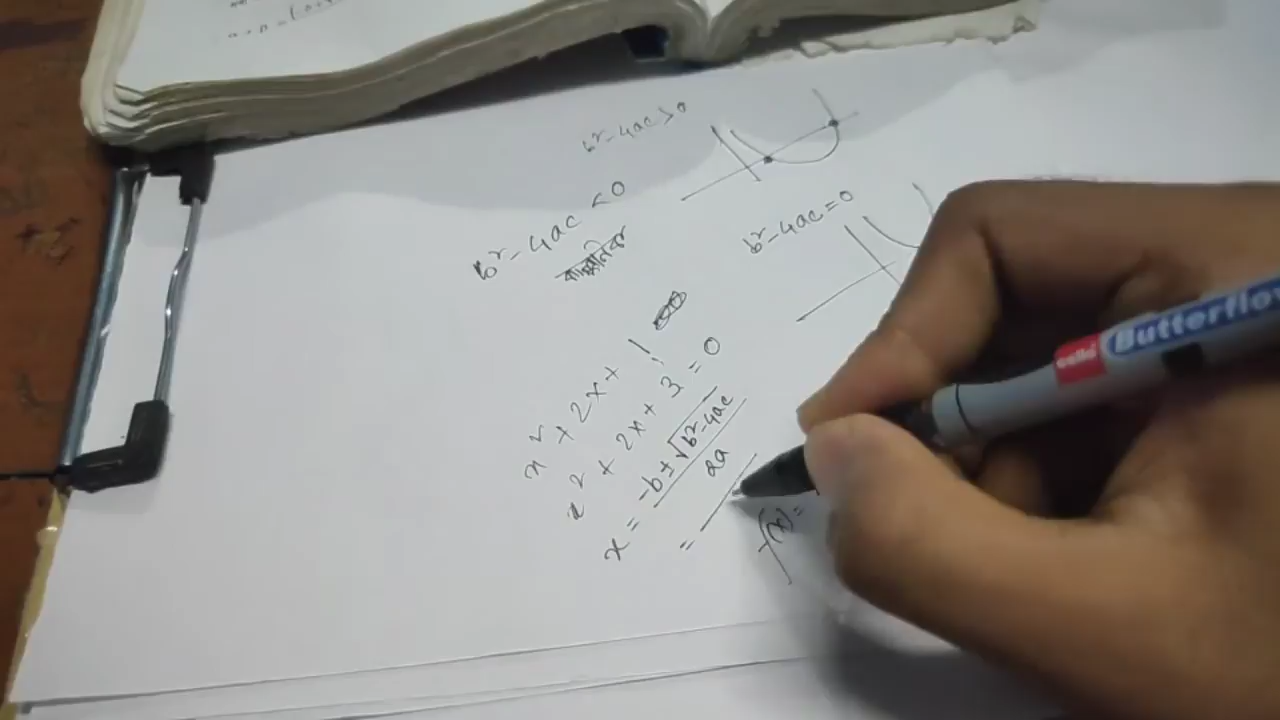 b²-4ac>0
b²-4ac<0
b²-4ac=0
x²+2x+1
x²+2x+3=0
x = -b±√b²-4ac / 2a
=
f(x)=
cello Butterflow